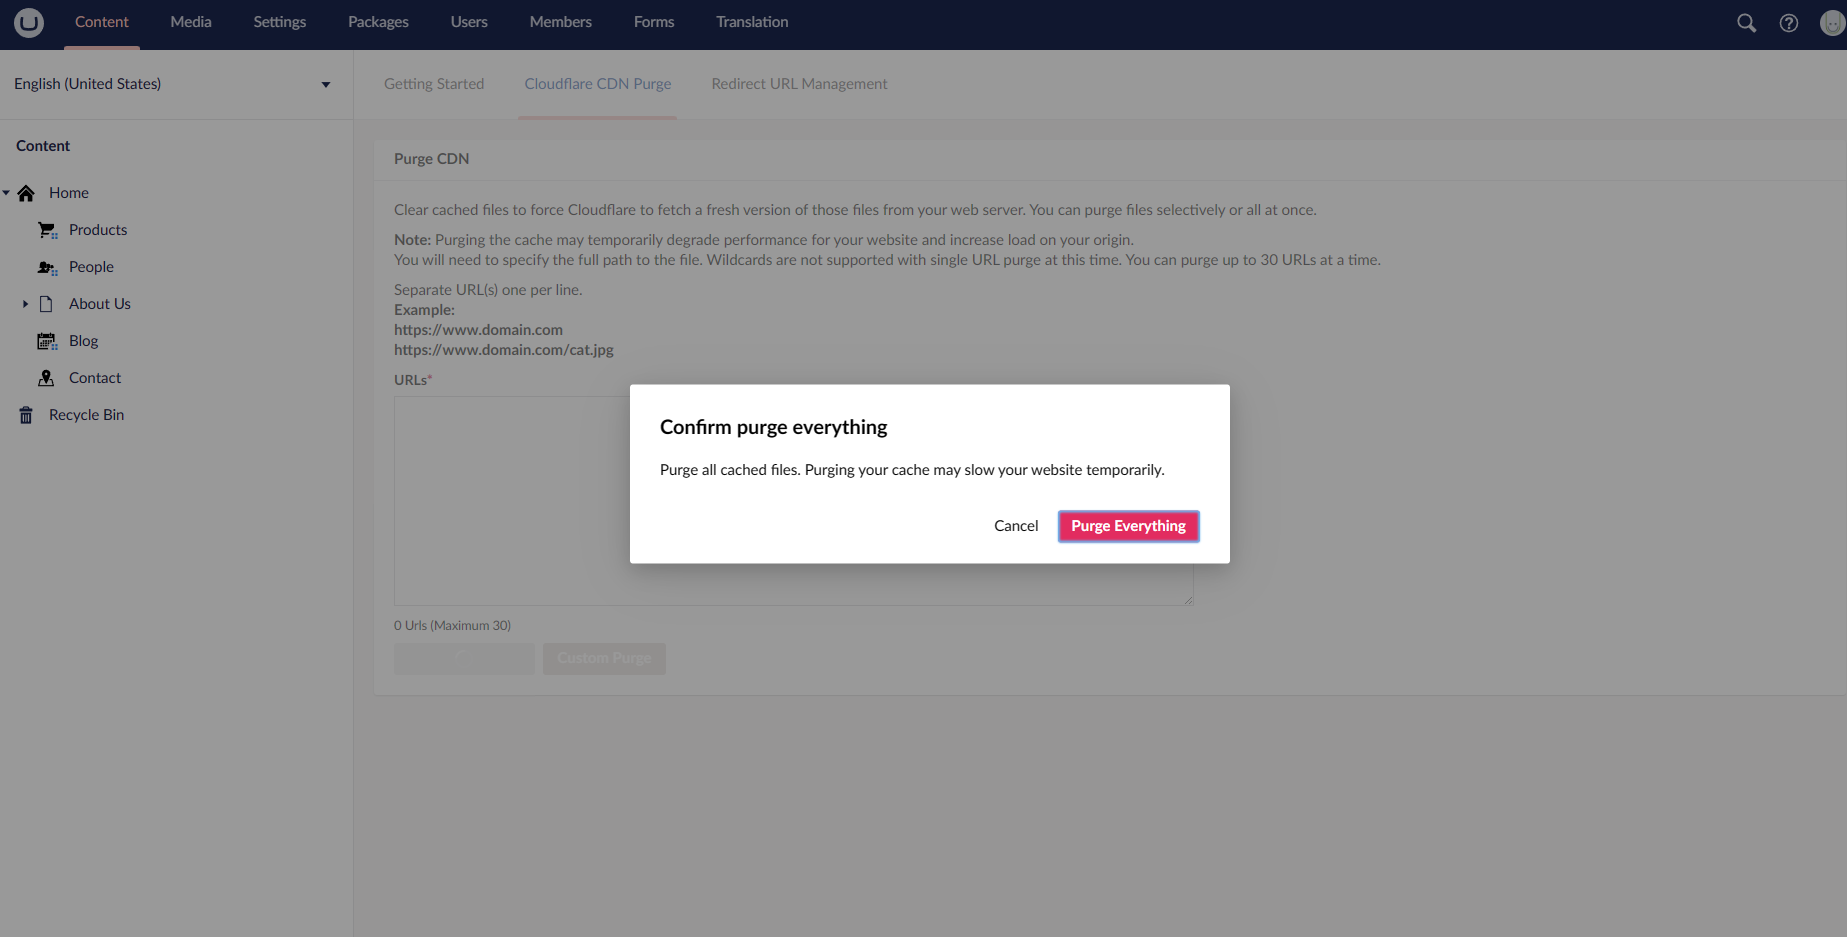 Content Media Settings Packages Users Members Forms Translation
English (United States)
Getting Started Cloudflare CDN Purge Redirect URL Management
Content
Home
Products
People
About Us
Blog
Contact
Recycle Bin
Purge CDN
Clear cached files to force Cloudflare to fetch a fresh version of those files from your web server. You can purge files selectively or all at once.
Note: Purging the cache may temporarily degrade performance for your website and increase load on your origin.
You will need to specify the full path to the file. Wildcards are not supported with single URL purge at this time. You can purge up to 30 URLs at a time.
Separate URL(s) one per line.
Example:
https://www.domain.com
https://www.domain.com/cat.jpg
URLs*
Confirm purge everything
Purge all cached files. Purging your cache may slow your website temporarily.
Cancel Purge Everything
0 Urls (Maximum 30)
Custom Purge